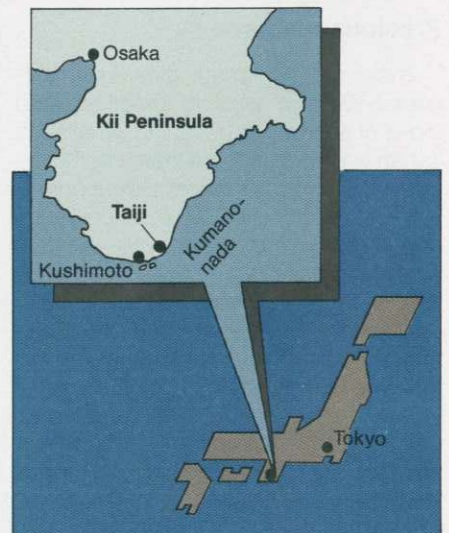 Osaka
Kii Peninsula
Taiji
Kushimoto
Kumano-
nada
Tokyo